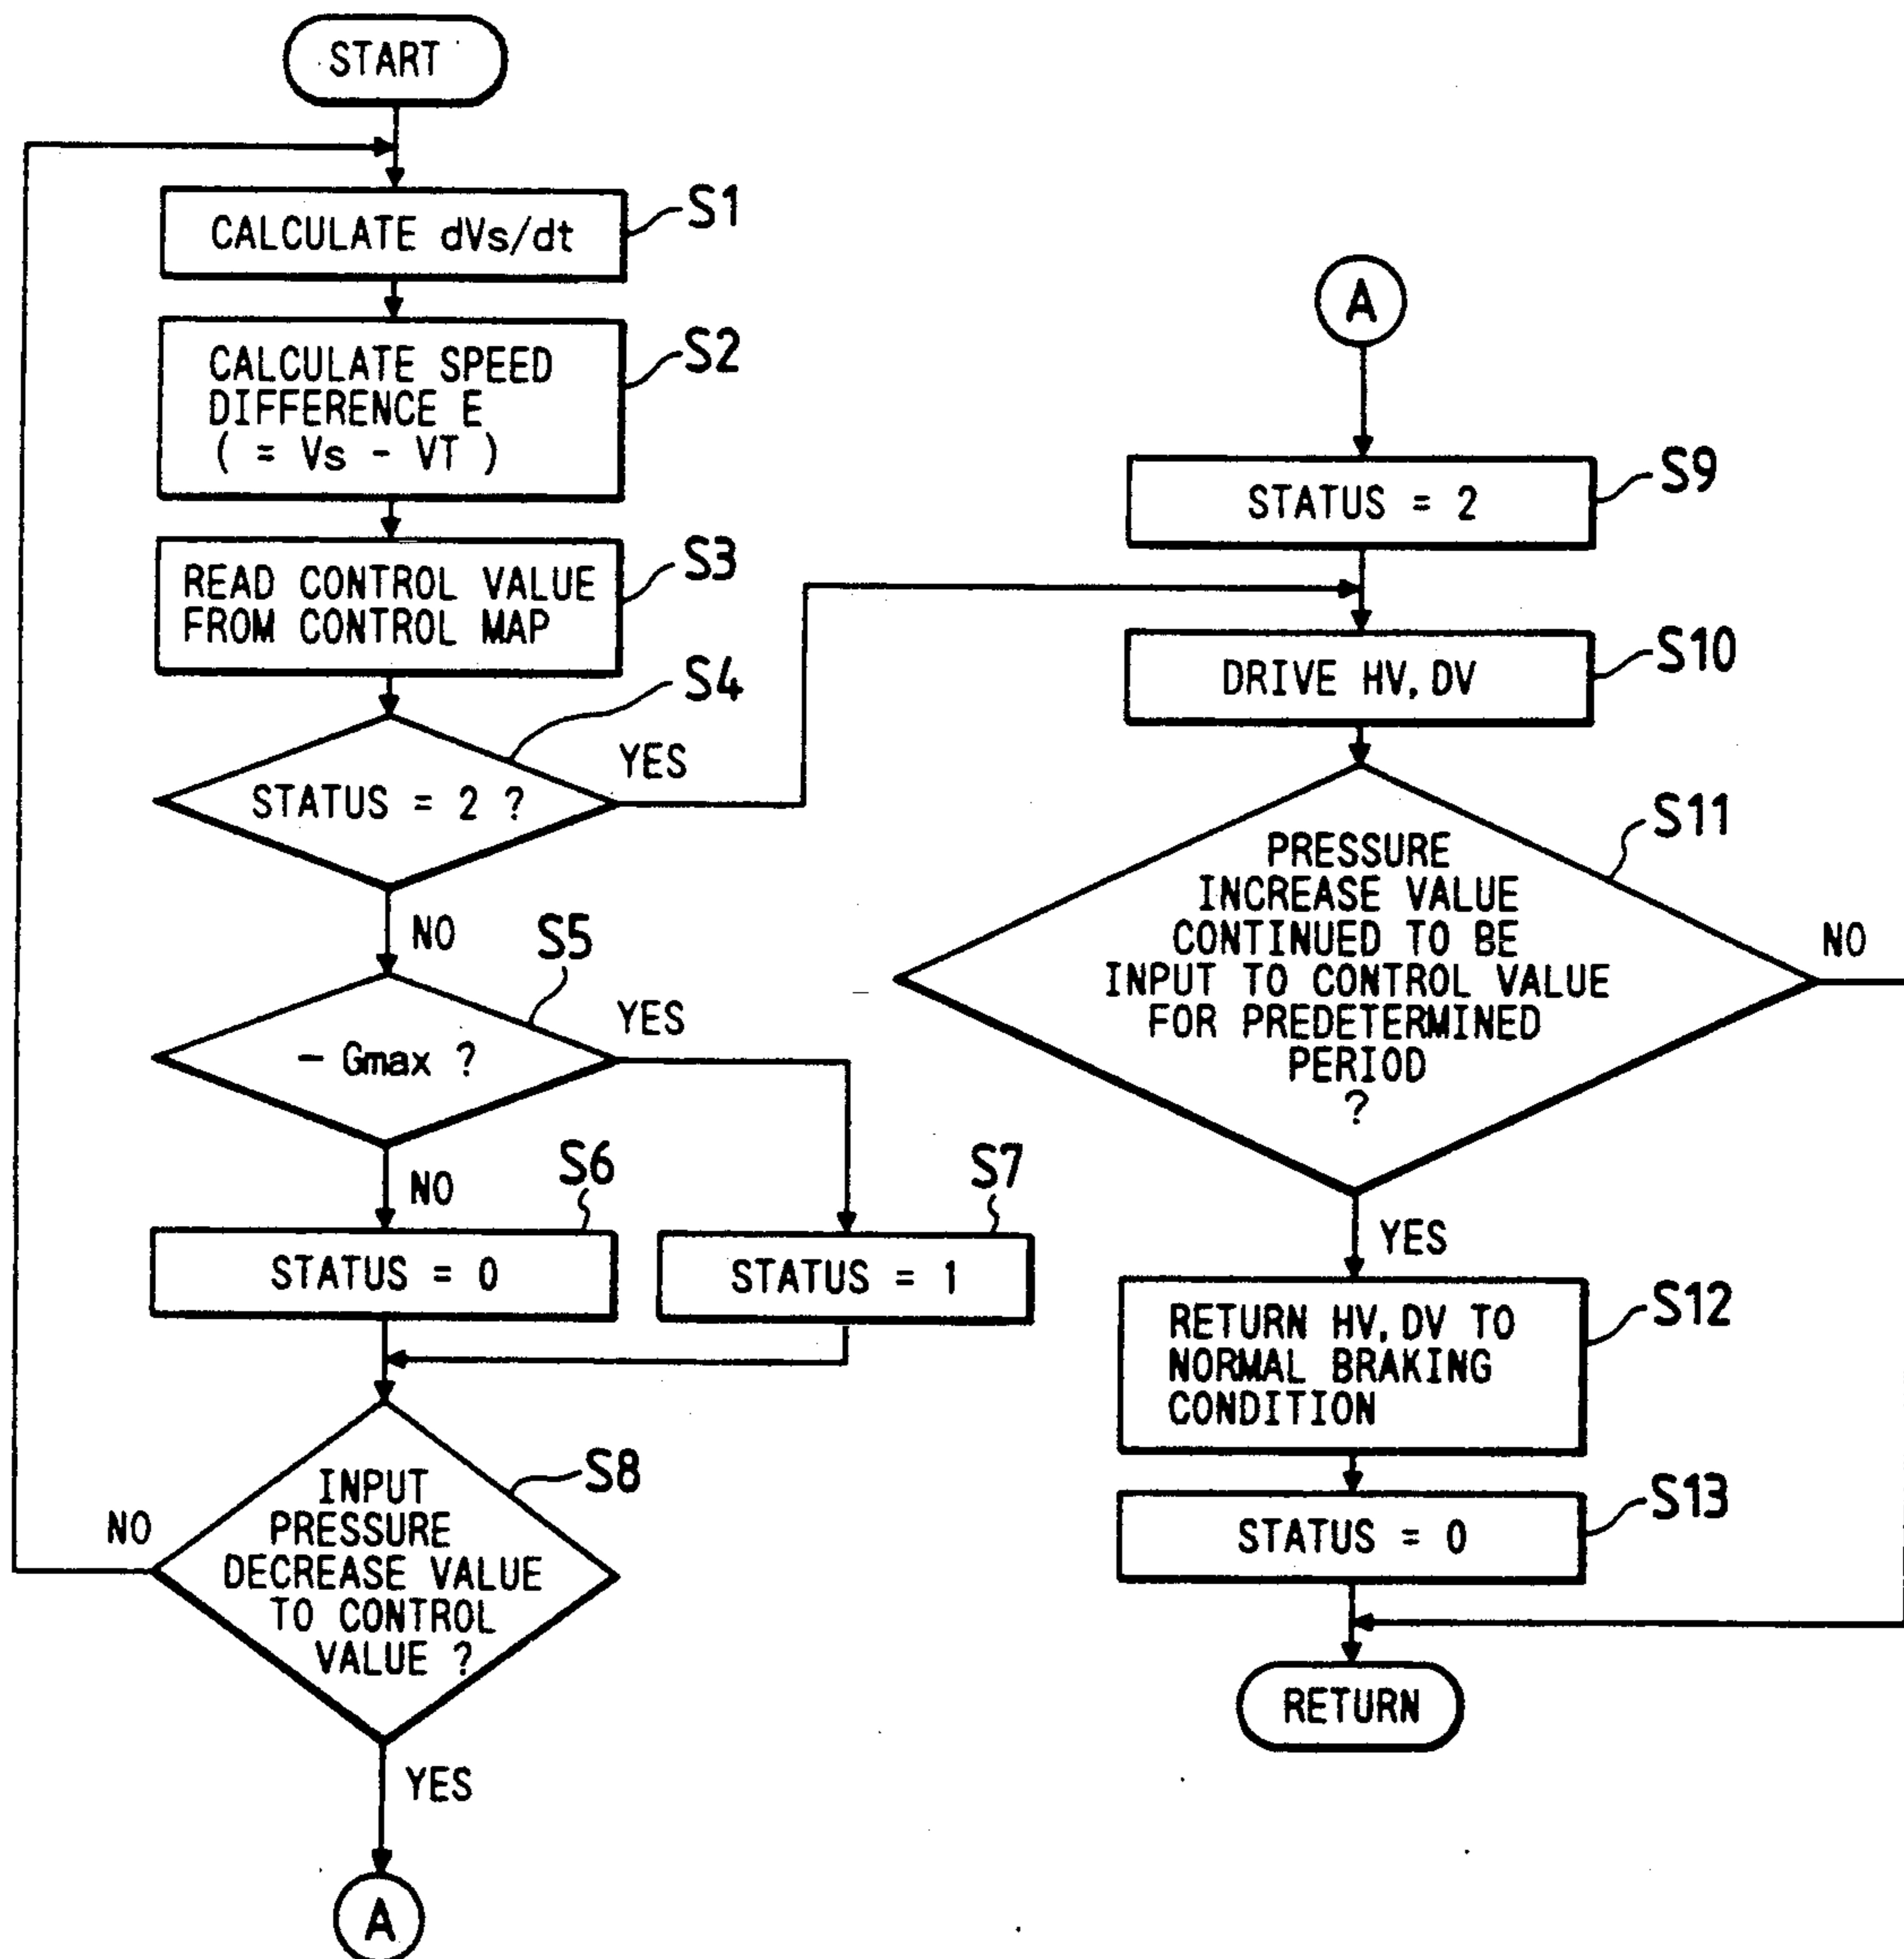 START
S1
CALCULATE dVs/dt
S2
CALCULATE SPEED
DIFFERENCE E
( = Vs - VT )
S3
READ CONTROL VALUE
FROM CONTROL MAP
S4
STATUS = 2 ?
YES
NO
S5
- Gmax ?
YES
NO
S6
STATUS = 0
S7
STATUS = 1
S8
INPUT
PRESSURE
DECREASE VALUE
TO CONTROL
VALUE ?
NO
YES
A
A
S9
STATUS = 2
S10
DRIVE HV, DV
S11
PRESSURE
INCREASE VALUE
CONTINUED TO BE
INPUT TO CONTROL VALUE
FOR PREDETERMINED
PERIOD
?
NO
YES
S12
RETURN HV, DV TO
NORMAL BRAKING
CONDITION
S13
STATUS = 0
RETURN